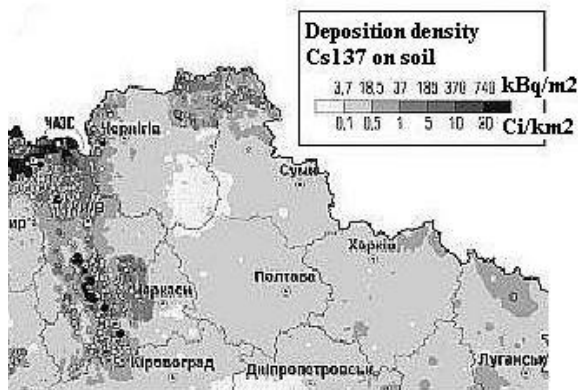 Deposition density
Cs137 on soil
3,7 18,5 37 185 370 740 kBq/m2
0,1 0,5 1 5 10 20 Ci/km2
ЧАЭС
Чернігів
Суми
КИЇВ
Харків
Полтава
Черкаси
Кіровоград
Дніпропетровськ
Луганськ